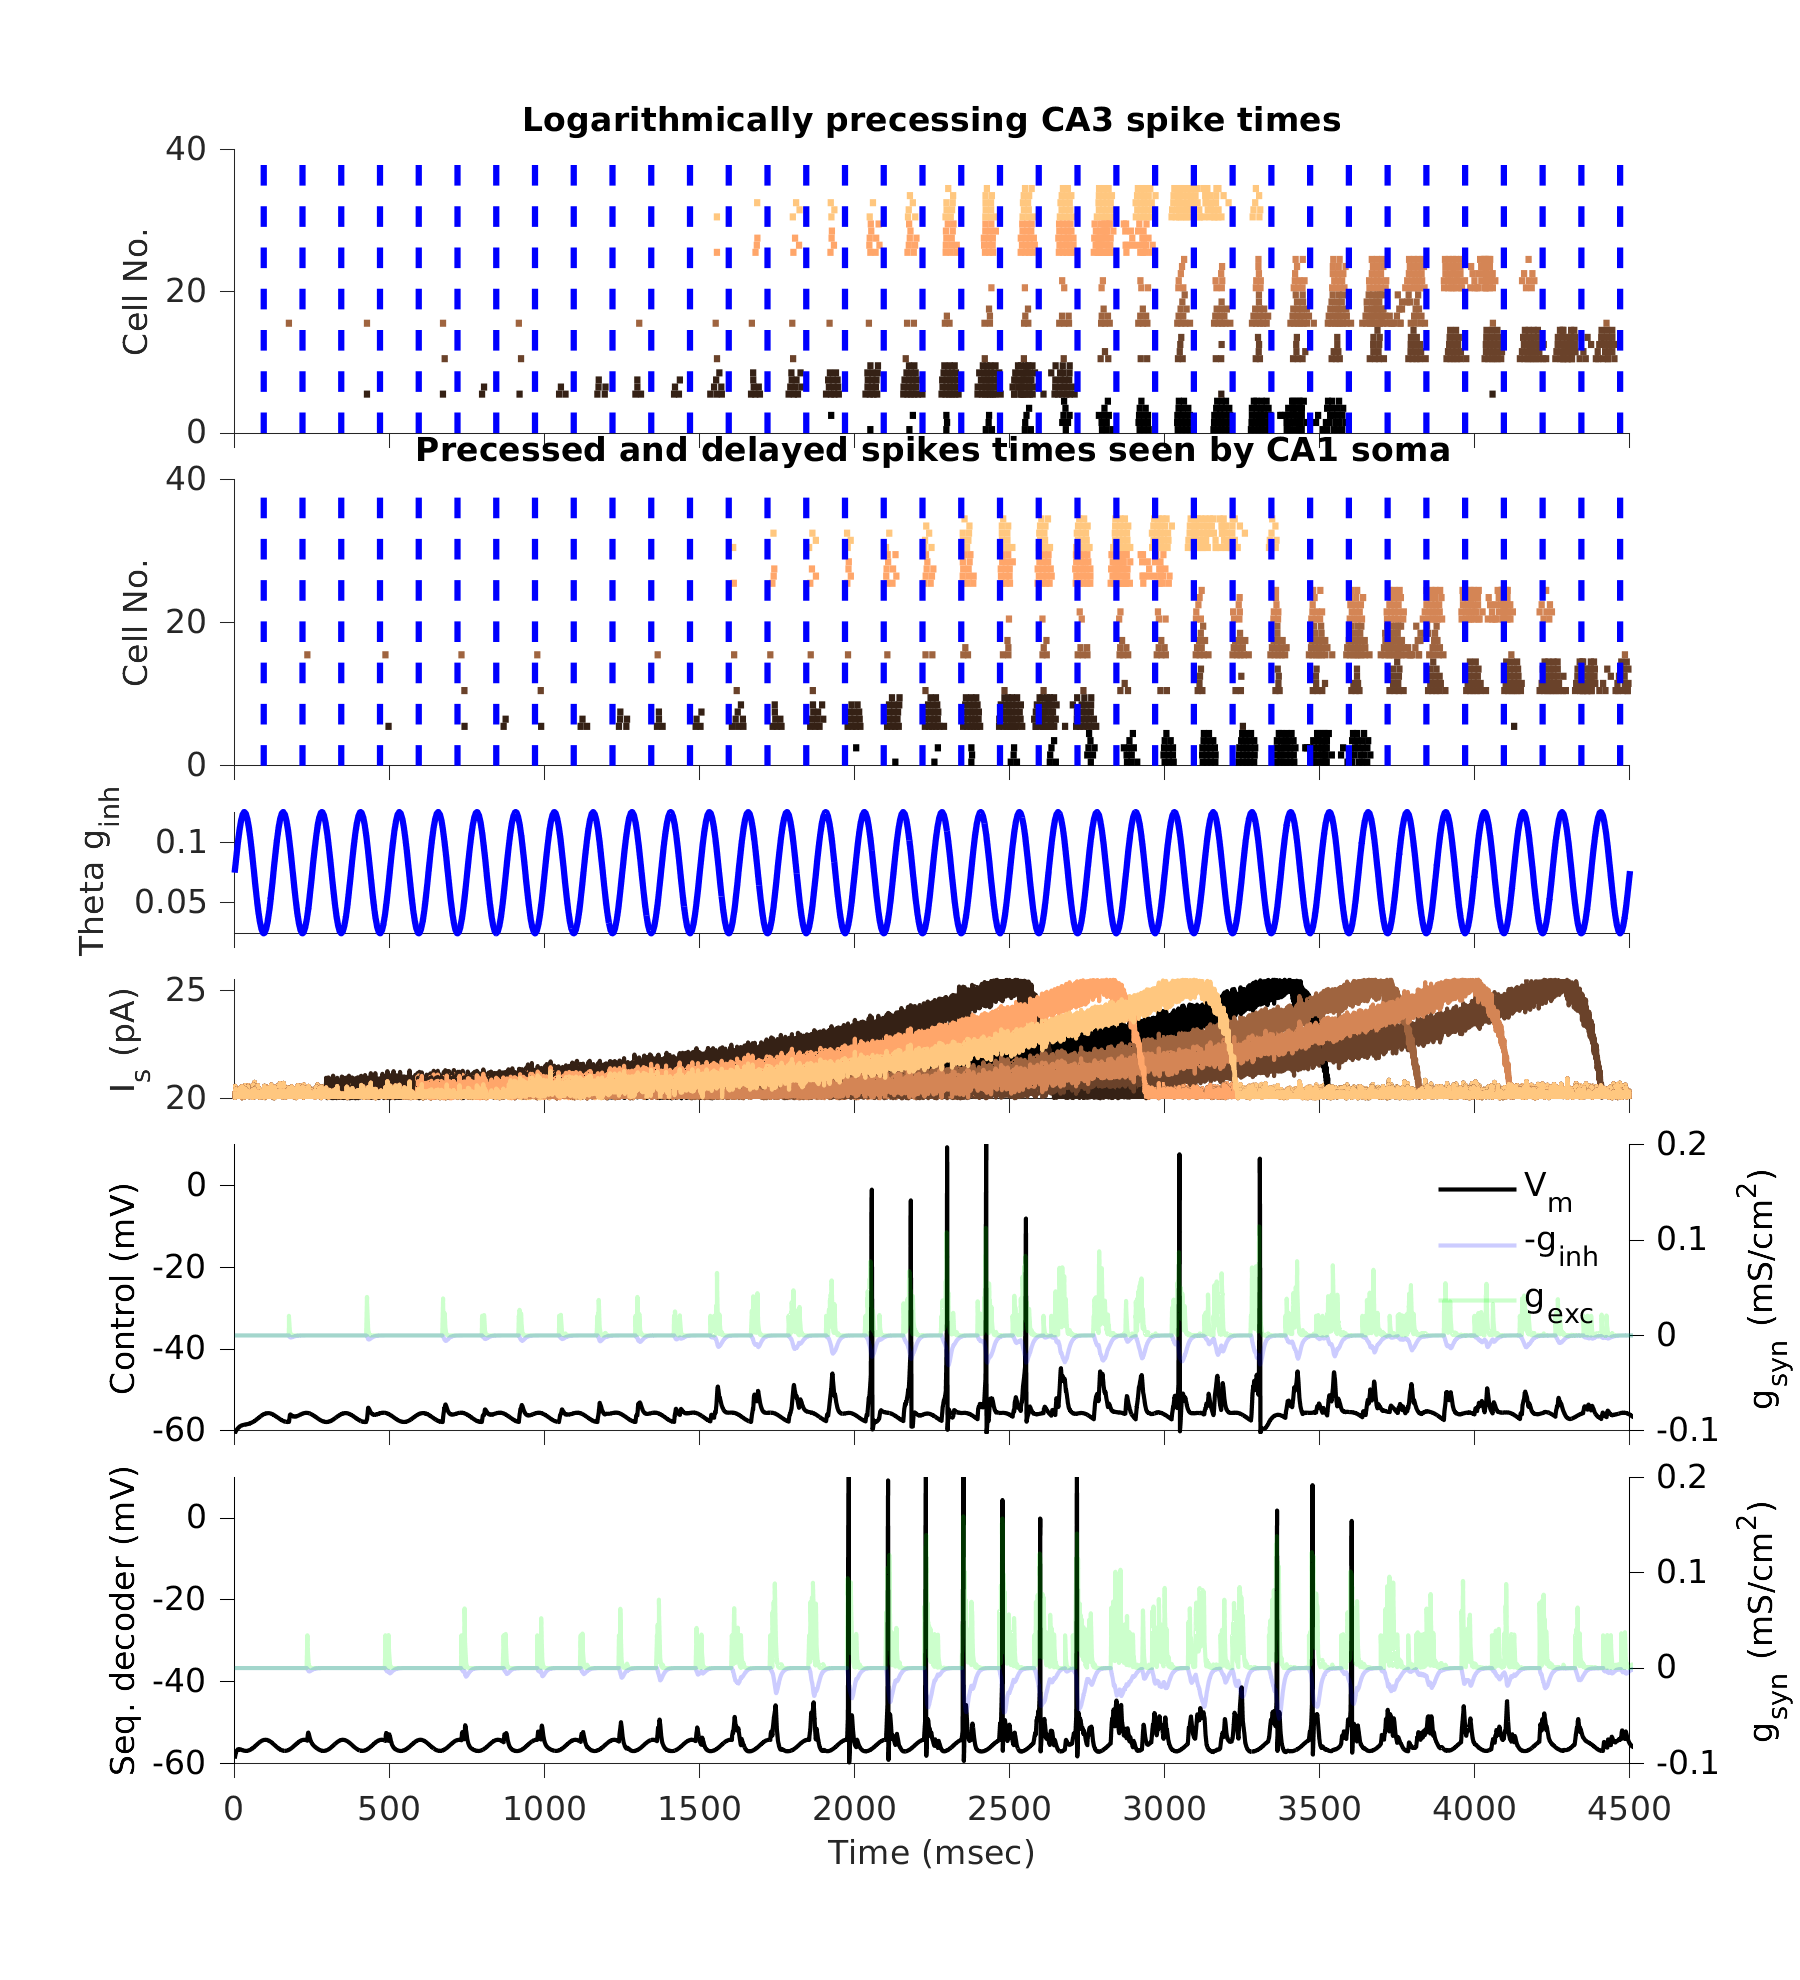 Logarithmically precessing CA3 spike times
40
20
0
Cell No.
Precessed and delayed spikes times seen by CA1 soma
40
20
0
Cell No.
0.1
0.05
Theta g_inh
25
20
I_s (pA)
0
-20
-40
-60
Control (mV)
V_m
-g_inh
g_exc
0.2
0.1
0
-0.1
g_syn (mS/cm^2)
0
-20
-40
-60
Seq. decoder (mV)
0.2
0.1
0
-0.1
g_syn (mS/cm^2)
0 500 1000 1500 2000 2500 3000 3500 4000 4500
Time (msec)